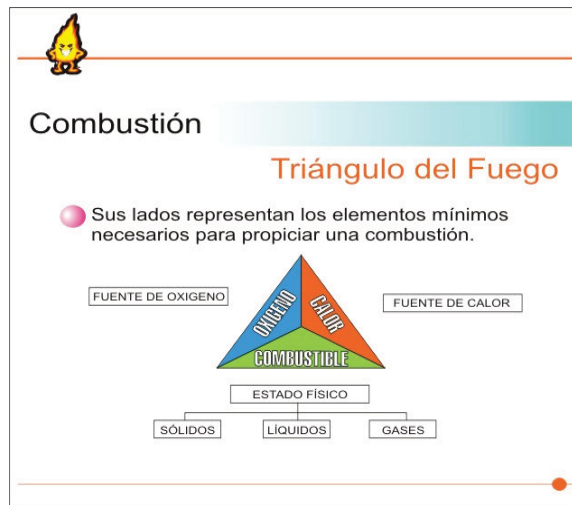 Combustión
Triángulo del Fuego
Sus lados representan los elementos mínimos
necesarios para propiciar una combustión.
FUENTE DE OXIGENO
FUENTE DE CALOR
OXIGENO
CALOR
COMBUSTIBLE
ESTADO FÍSICO
SÓLIDOS
LÍQUIDOS
GASES